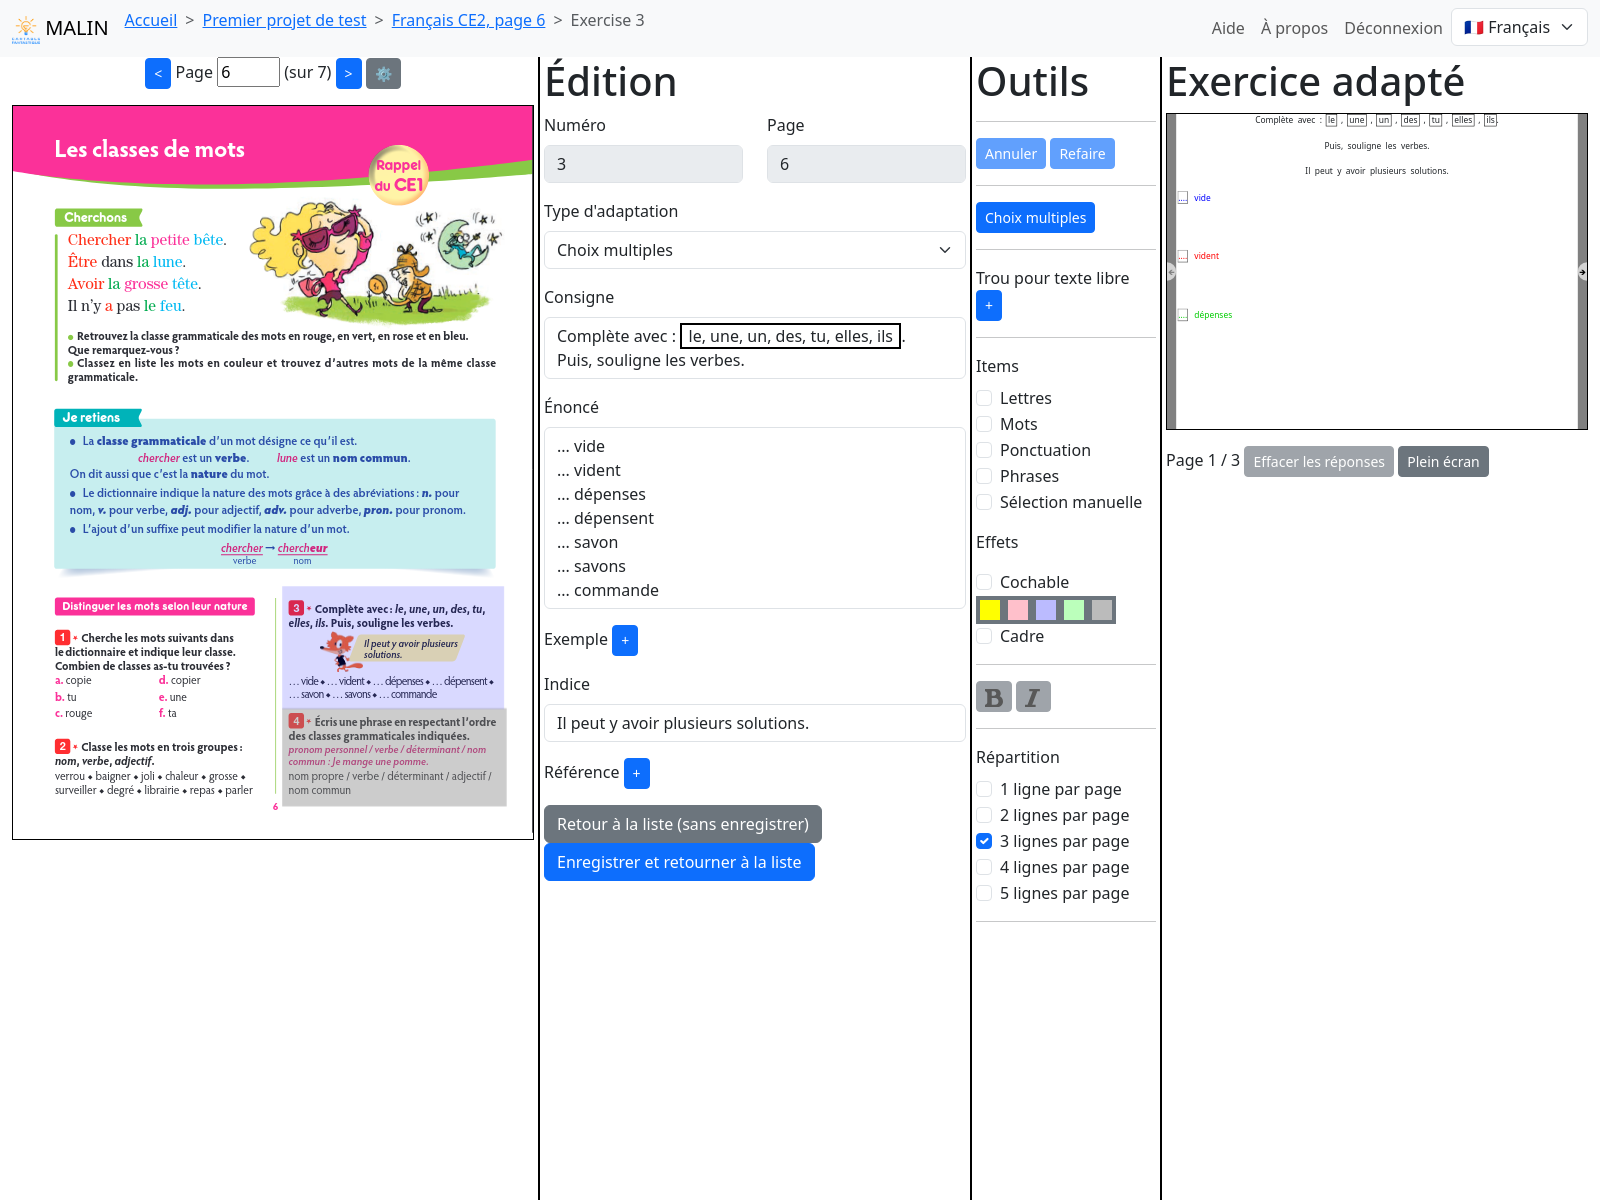 MALIN Accueil > Premier projet de test > Français CE2, page 6 > Exercise 3 Aide À propos Déconnexion Français
< Page 6 (sur 7) >
Les classes de mots
Rappel
du CE1
Cherchons
Chercher la petite bête.
Être dans la lune.
Avoir la grosse tête.
Il n'y a pas le feu.
• Retrouvez la classe grammaticale des mots en rouge, en vert, en rose et en bleu.
Que remarquez-vous ?
• Classez en liste les mots en couleur et trouvez d'autres mots de la même classe
grammaticale.
Je retiens
• La classe grammaticale d'un mot désigne ce qu'il est.
chercher est un verbe. lune est un nom commun.
On dit aussi que c'est la nature du mot.
• Le dictionnaire indique la nature des mots grâce à des abréviations : n. pour
nom, v. pour verbe, adj. pour adjectif, adv. pour adverbe, pron. pour pronom.
• L'ajout d'un suffixe peut modifier la nature d'un mot.
chercher → chercheur
verbe nom
Distinguer les mots selon leur nature
1 * Cherche les mots suivants dans
le dictionnaire et indique leur classe.
Combien de classes as-tu trouvées ?
a. copie d. copier
b. tu e. une
c. rouge f. ta
2 * Classe les mots en trois groupes :
nom, verbe, adjectif.
verrou ◆ baigner ◆ joli ◆ chaleur ◆ grosse ◆
surveiller ◆ degré ◆ librairie ◆ repas ◆ parler
3 * Complète avec : le, une, un, des, tu,
elles, ils. Puis, souligne les verbes.
Il peut y avoir plusieurs
solutions.
... vide ◆ ... vident ◆ ... dépenses ◆ ... dépensent ◆
... savon ◆ ... savons ◆ ... commande
4 * Écris une phrase en respectant l'ordre
des classes grammaticales indiquées.
pronom personnel / verbe / déterminant / nom
commun : Je mange une pomme.
nom propre / verbe / déterminant / adjectif /
nom commun
6
Édition
Numéro Page
3 6
Type d'adaptation
Choix multiples
Consigne
Complète avec : le, une, un, des, tu, elles, ils .
Puis, souligne les verbes.
Énoncé
... vide
... vident
... dépenses
... dépensent
... savon
... savons
... commande
Exemple +
Indice
Il peut y avoir plusieurs solutions.
Référence +
Retour à la liste (sans enregistrer)
Enregistrer et retourner à la liste
Outils
Annuler Refaire
Choix multiples
Trou pour texte libre
+
Items
Lettres
Mots
Ponctuation
Phrases
Sélection manuelle
Effets
Cochable
Cadre
B I
Répartition
1 ligne par page
2 lignes par page
3 lignes par page
4 lignes par page
5 lignes par page
Exercice adapté
Complète avec : le , une , un , des , tu , elles , ils.
Puis, souligne les verbes.
Il peut y avoir plusieurs solutions.
.... vide
.... vident
.... dépenses
Page 1 / 3 Effacer les réponses Plein écran